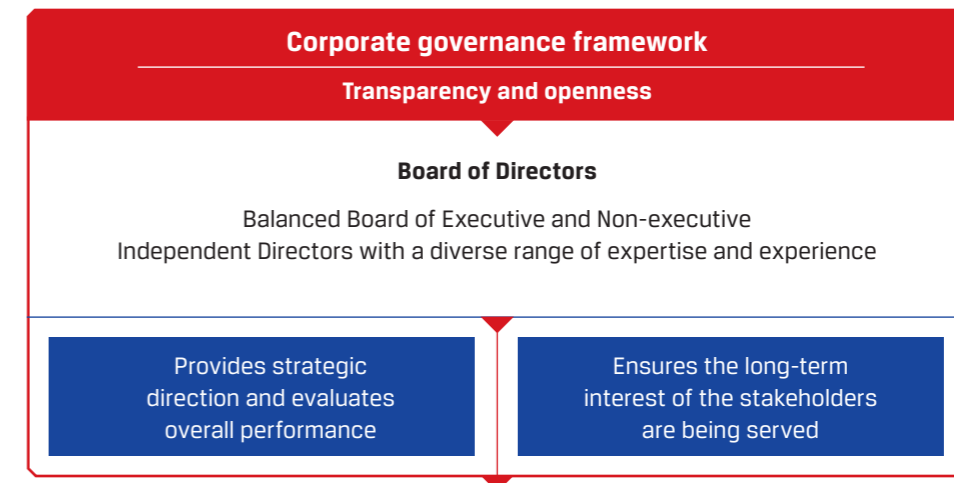 Corporate governance framework
Transparency and openness
Board of Directors
Balanced Board of Executive and Non-executive
Independent Directors with a diverse range of expertise and experience
Provides strategic
direction and evaluates
overall performance
Ensures the long-term
interest of the stakeholders
are being served